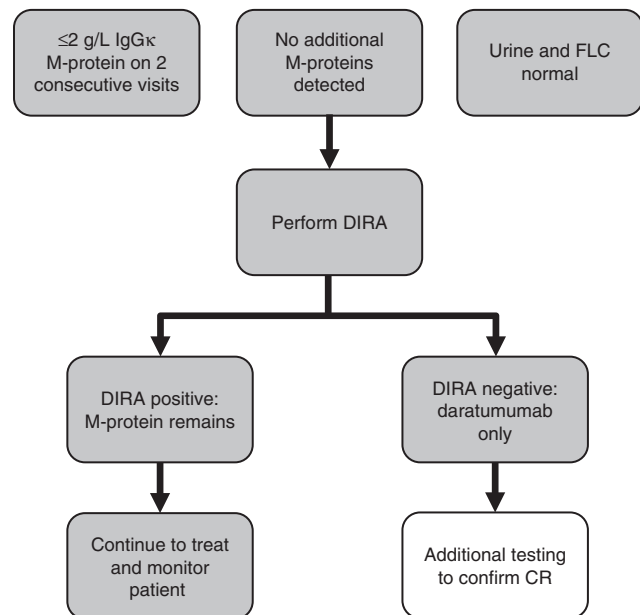 ≤2 g/L IgGκ
M-protein on 2
consecutive visits
No additional
M-proteins
detected
Urine and FLC
normal
Perform DIRA
DIRA positive:
M-protein remains
DIRA negative:
daratumumab
only
Continue to treat
and monitor
patient
Additional testing
to confirm CR